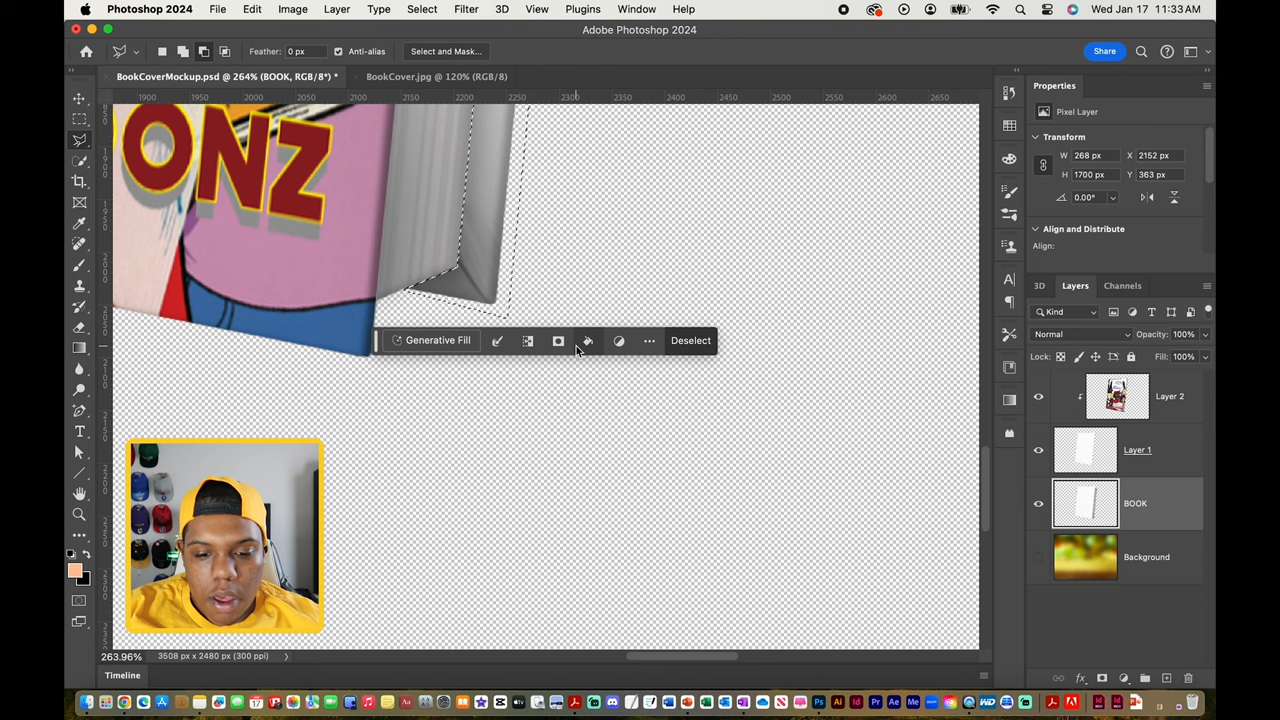 Photoshop 2024 File Edit Image Layer Type Select Filter 3D View Plugins Window Help Wed Jan 17 11:33 AM
Adobe Photoshop 2024
Feather: 0 px Anti-alias Select and Mask... Share
BookCoverMockup.psd @ 264% (BOOK, RGB/8*) * BookCover.jpg @ 120% (RGB/8)
1900 1950 2000 2050 2100 2150 2200 2250 2300 2350 2400 2450 2500 2550 2600 2650
ONZ
Generative Fill Deselect
Properties
Pixel Layer
Transform
W 268 px X 2152 px
H 1700 px Y 363 px
0.00°
Align and Distribute
Align:
3D Layers Channels
Kind
Normal Opacity: 100%
Lock: Fill: 100%
Layer 2
Layer 1
BOOK
Background
263.96% 3508 px x 2480 px (300 ppi)
Timeline